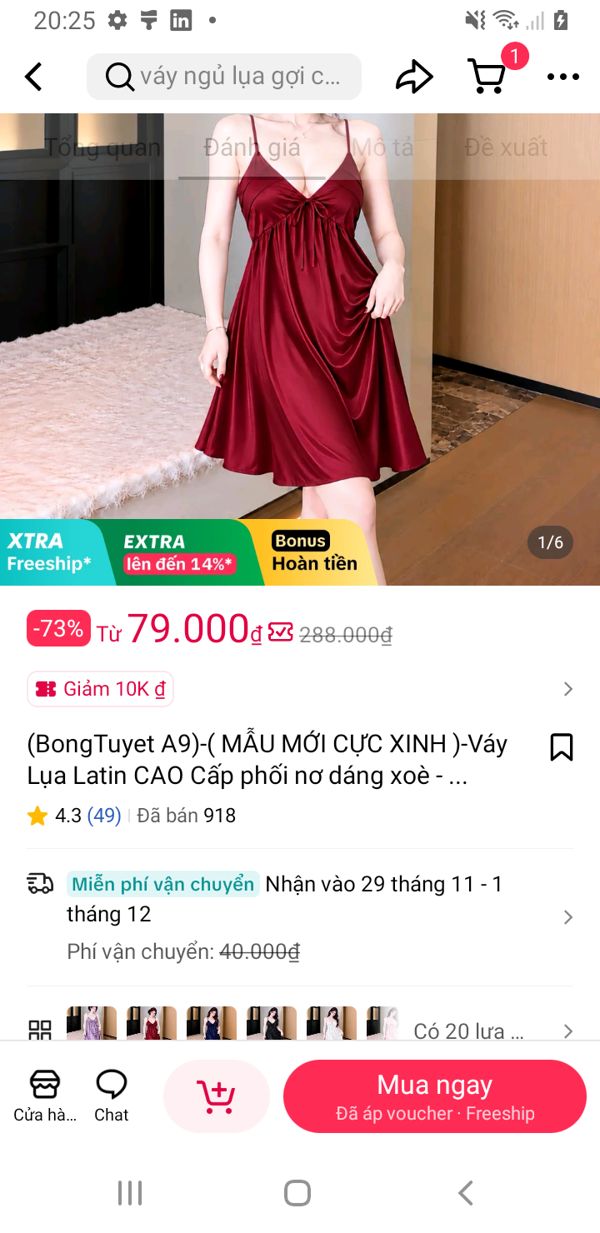 20:25
váy ngủ lụa gợi c...
1
Tổng quan Đánh giá Mô tả Đề xuất
XTRA
Freeship*
EXTRA
lên đến 14%*
Bonus
Hoàn tiền
1/6
-73% Từ 79.000₫ 288.000₫
Giảm 10K ₫
(BongTuyet A9)-( MẪU MỚI CỰC XINH )-Váy
Lụa Latin CAO Cấp phối nơ dáng xoè - ...
4.3 (49) Đã bán 918
Miễn phí vận chuyển Nhận vào 29 tháng 11 - 1
tháng 12
Phí vận chuyển: 40.000₫
Có 20 lựa ...
Cửa hà... Chat
Mua ngay
Đã áp voucher · Freeship